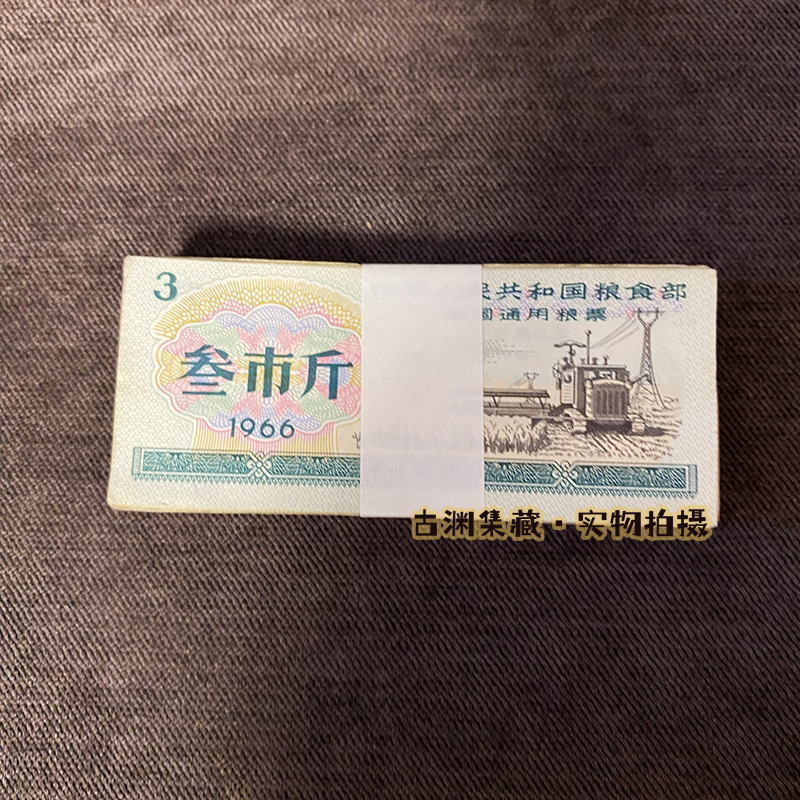 3
民共和国粮食部
国通用粮票
叁市斤
1966
古渊集藏·实物拍摄